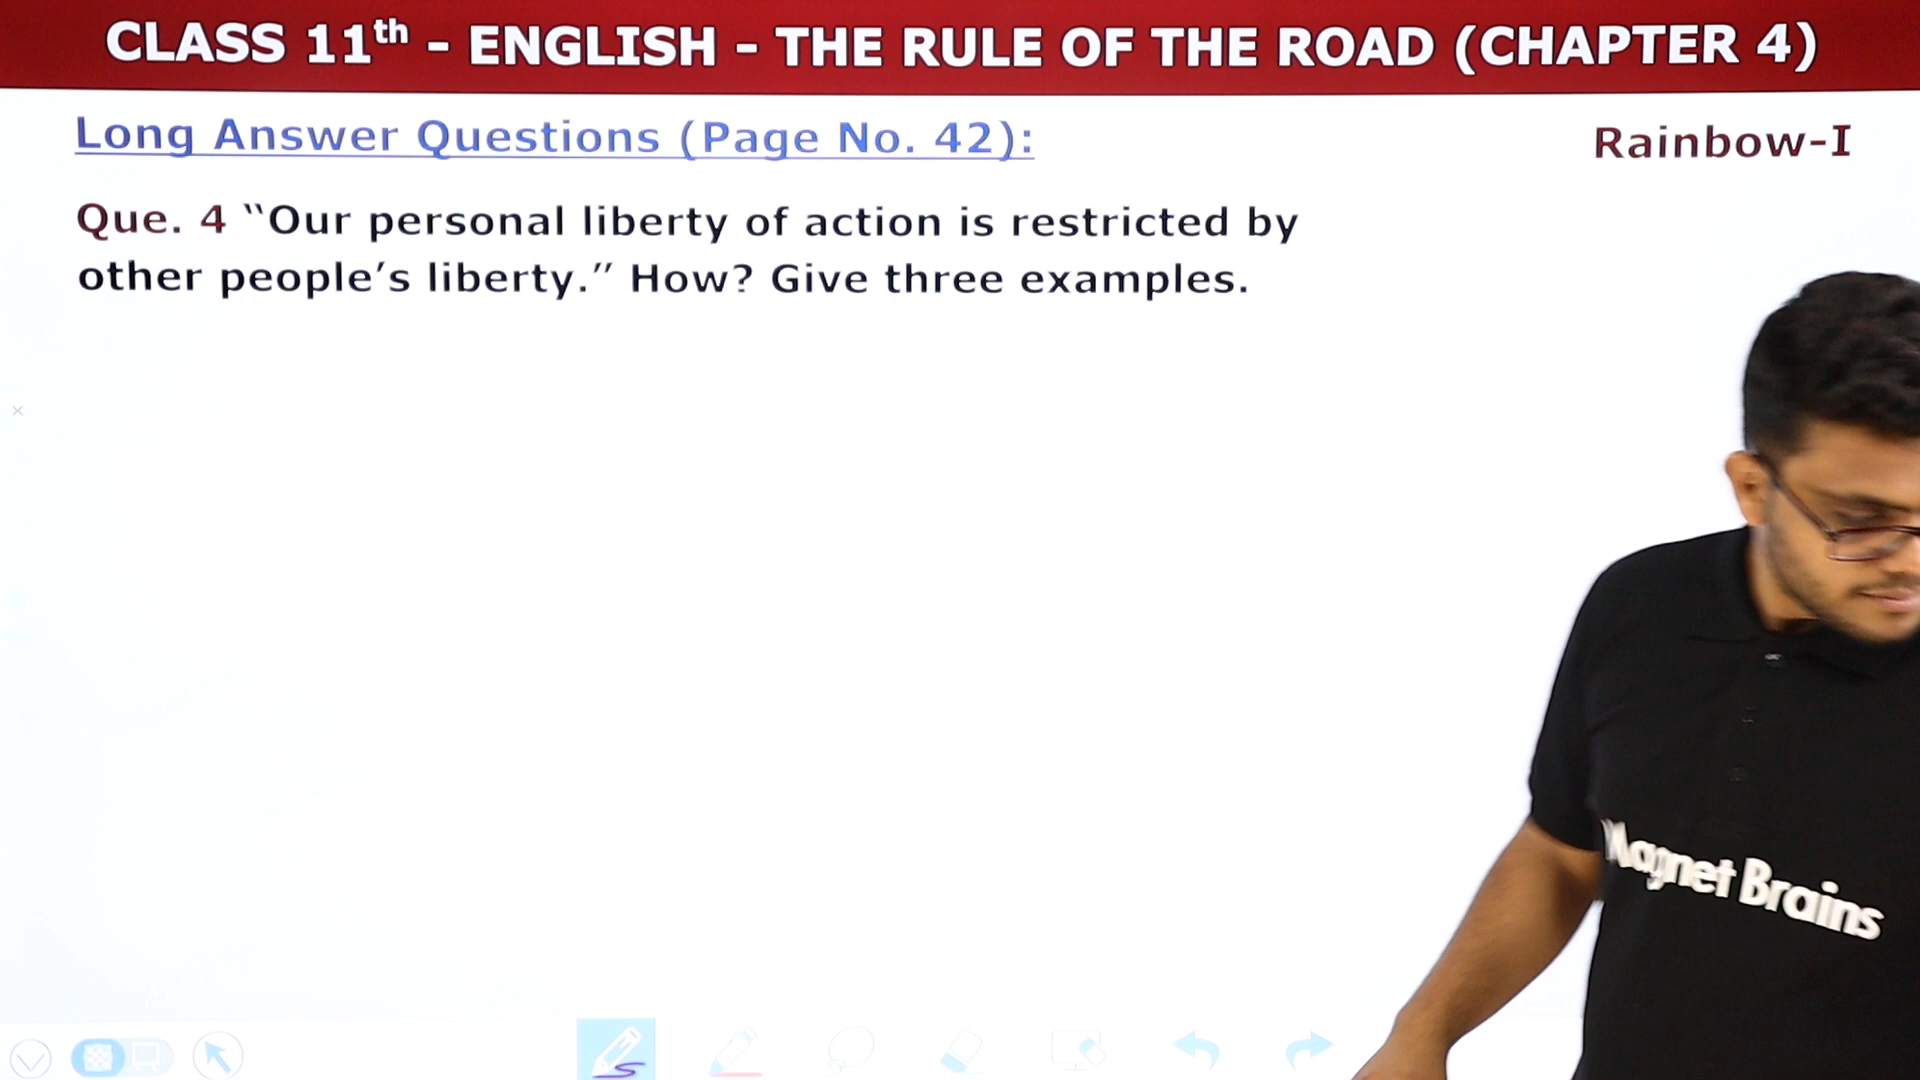 CLASS 11th - ENGLISH - THE RULE OF THE ROAD (CHAPTER 4)
Long Answer Questions (Page No. 42):
Rainbow-I
Que. 4 “Our personal liberty of action is restricted by
other people’s liberty.” How? Give three examples.
Magnet Brains